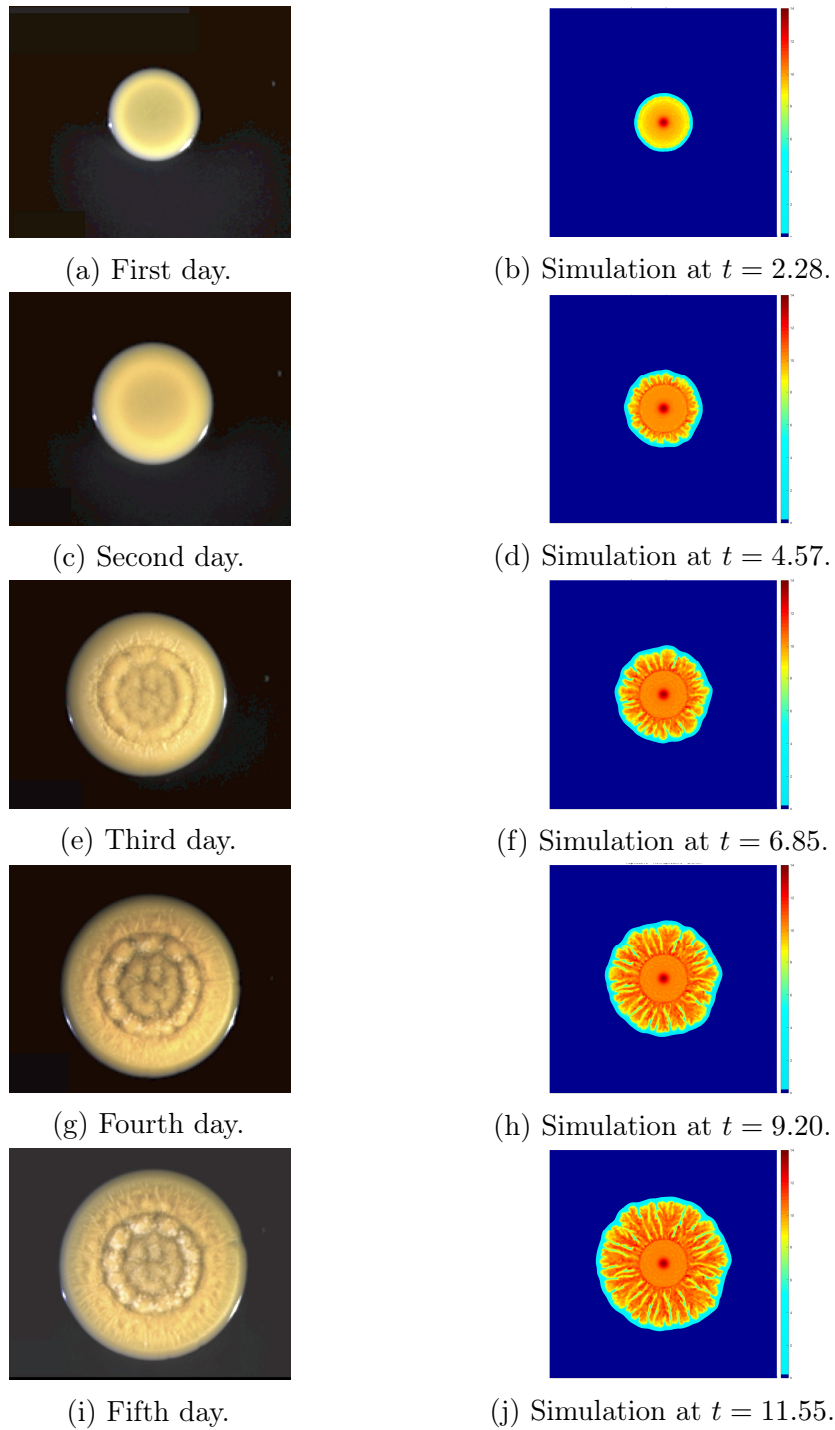 (a) First day.
(b) Simulation at t = 2.28.
(c) Second day.
(d) Simulation at t = 4.57.
(e) Third day.
(f) Simulation at t = 6.85.
(g) Fourth day.
(h) Simulation at t = 9.20.
(i) Fifth day.
(j) Simulation at t = 11.55.